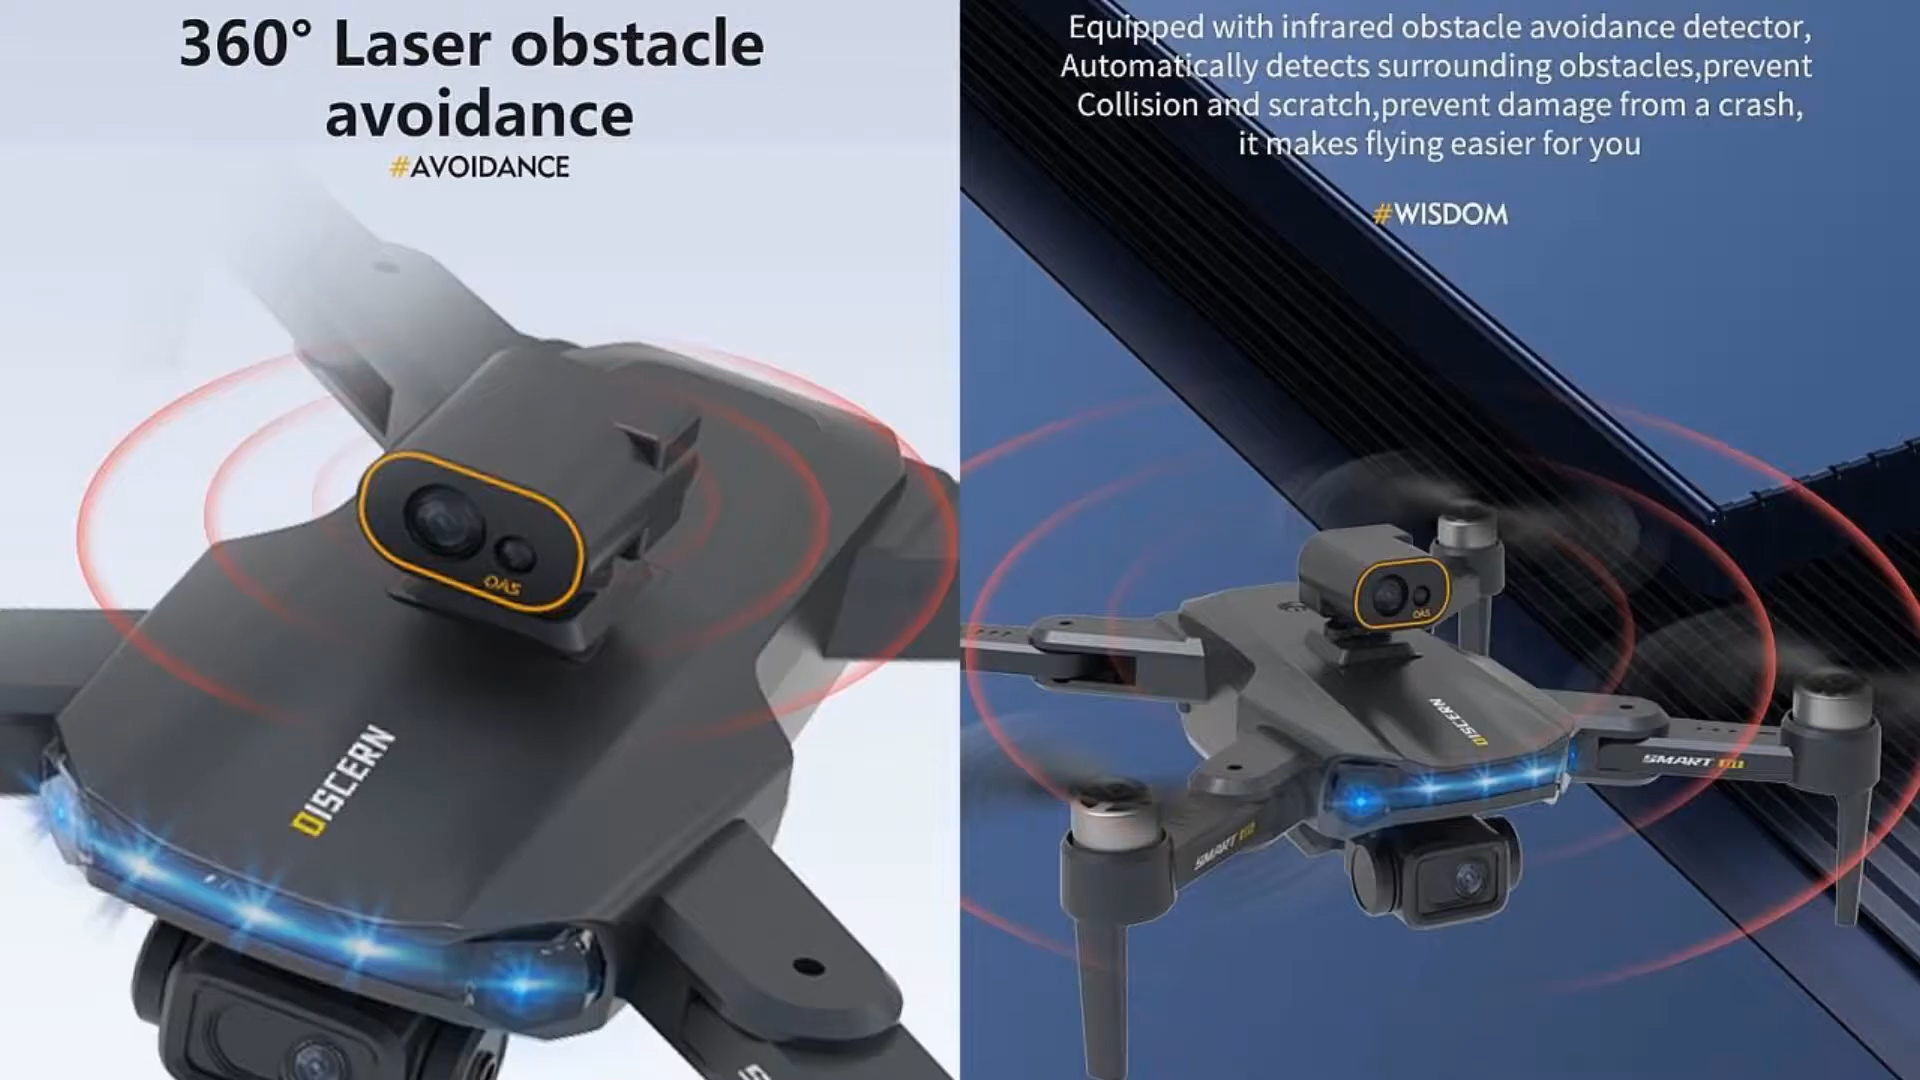 360° Laser obstacle
avoidance
#AVOIDANCE
OAS
DISCERN
Equipped with infrared obstacle avoidance detector,
Automatically detects surrounding obstacles,prevent
Collision and scratch,prevent damage from a crash,
it makes flying easier for you
#WISDOM
OAS
DISCERN
SMART
SMART